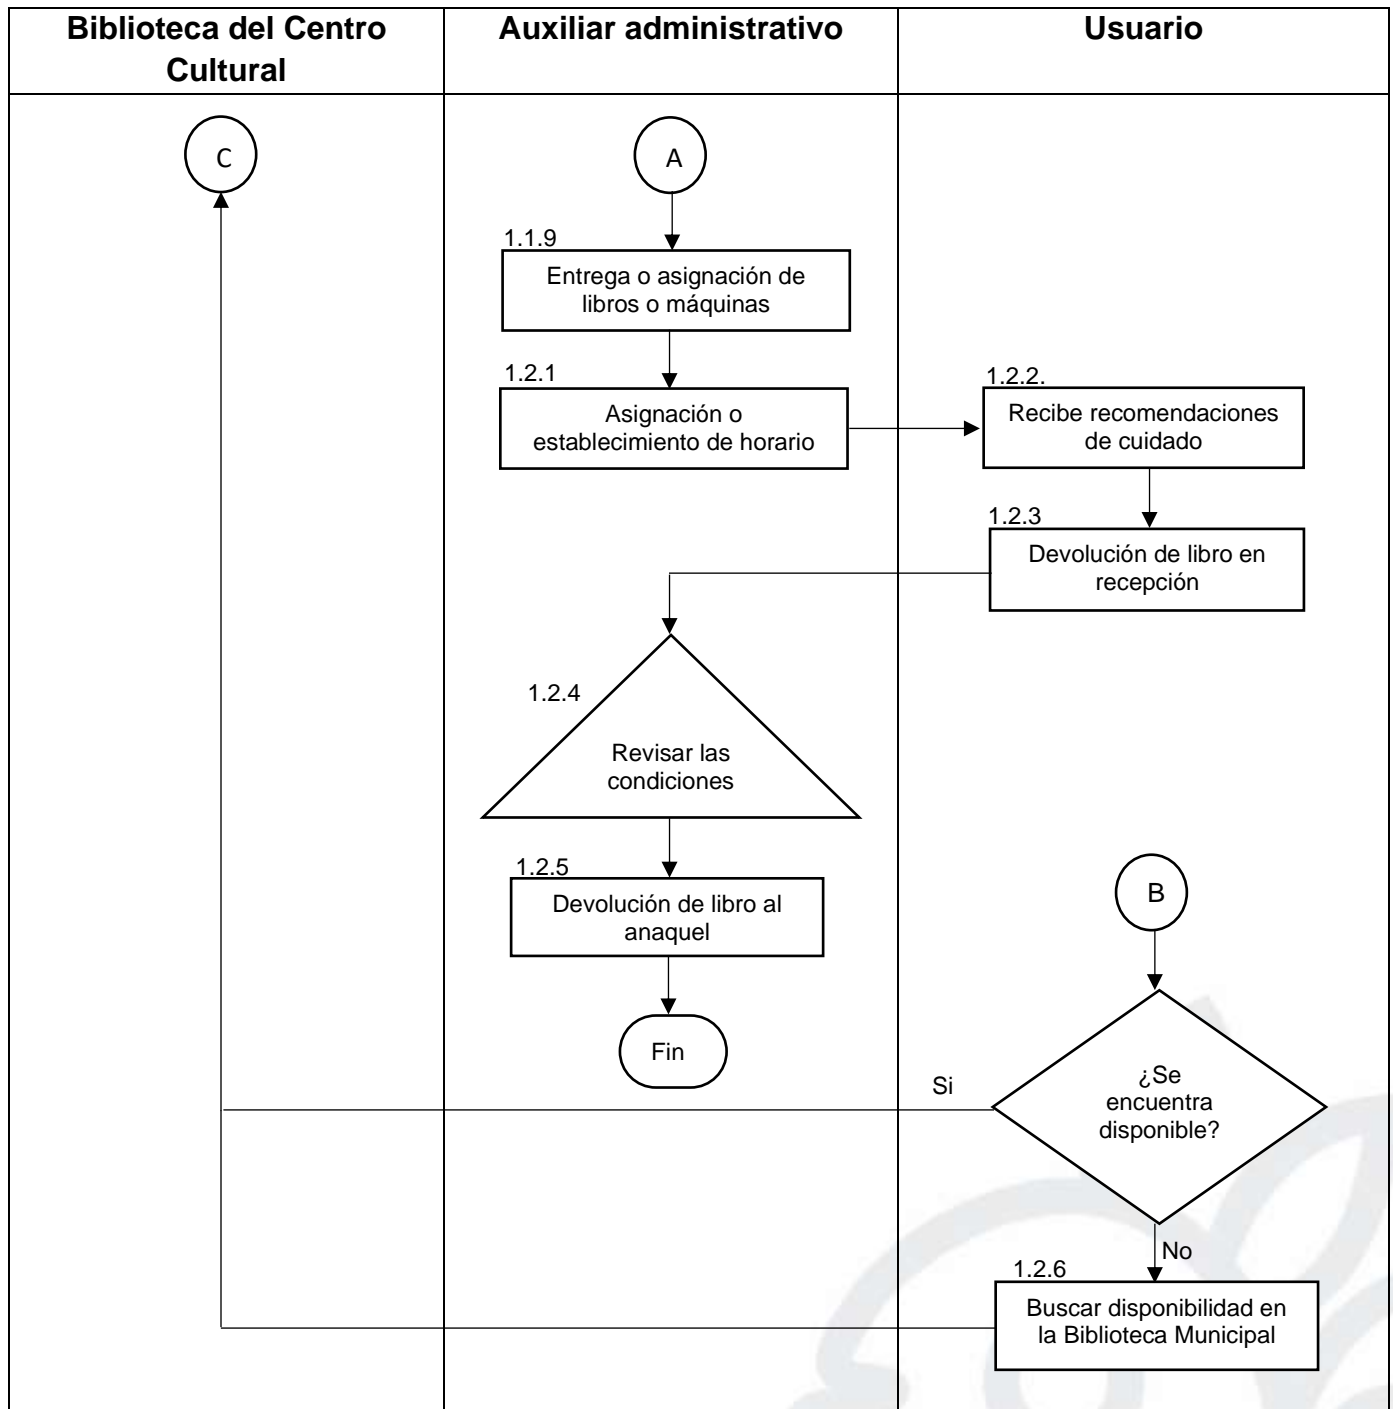 Biblioteca del Centro
Cultural
Auxiliar administrativo
Usuario
C
A
1.1.9
Entrega o asignación de
libros o máquinas
1.2.1
Asignación o
establecimiento de horario
1.2.2.
Recibe recomendaciones
de cuidado
1.2.3
Devolución de libro en
recepción
1.2.4
Revisar las
condiciones
1.2.5
Devolución de libro al
anaquel
Fin
B
¿Se
encuentra
disponible?
Si
No
1.2.6
Buscar disponibilidad en
la Biblioteca Municipal